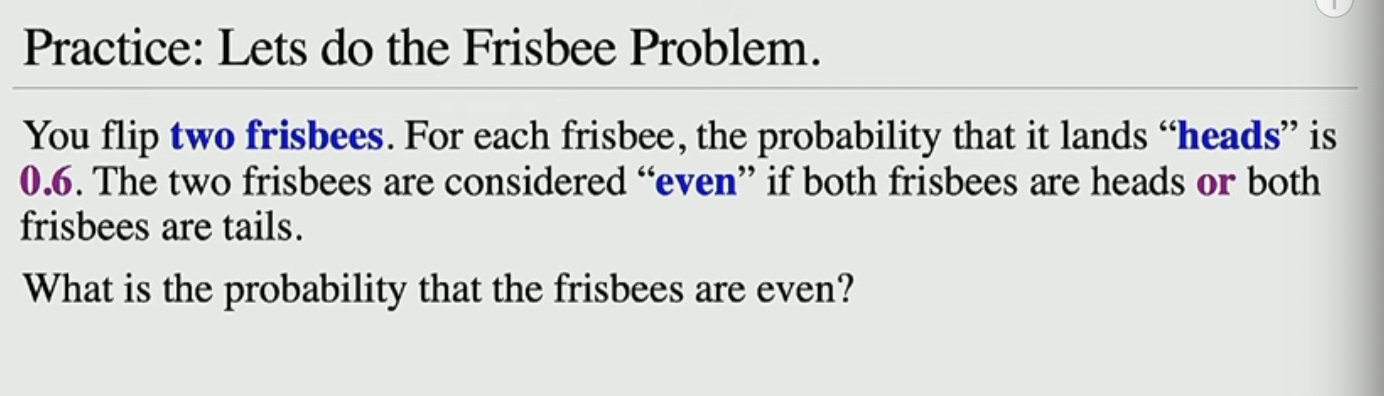 Practice: Lets do the Frisbee Problem.
You flip two frisbees. For each frisbee, the probability that it lands “heads” is
0.6. The two frisbees are considered “even” if both frisbees are heads or both
frisbees are tails.
What is the probability that the frisbees are even?